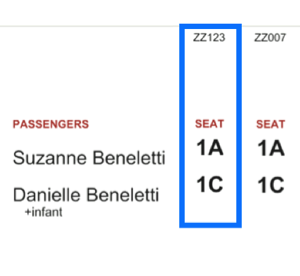 ZZ123 ZZ007
PASSENGERS SEAT SEAT
Suzanne Beneletti 1A 1A
Danielle Beneletti 1C 1C
+infant